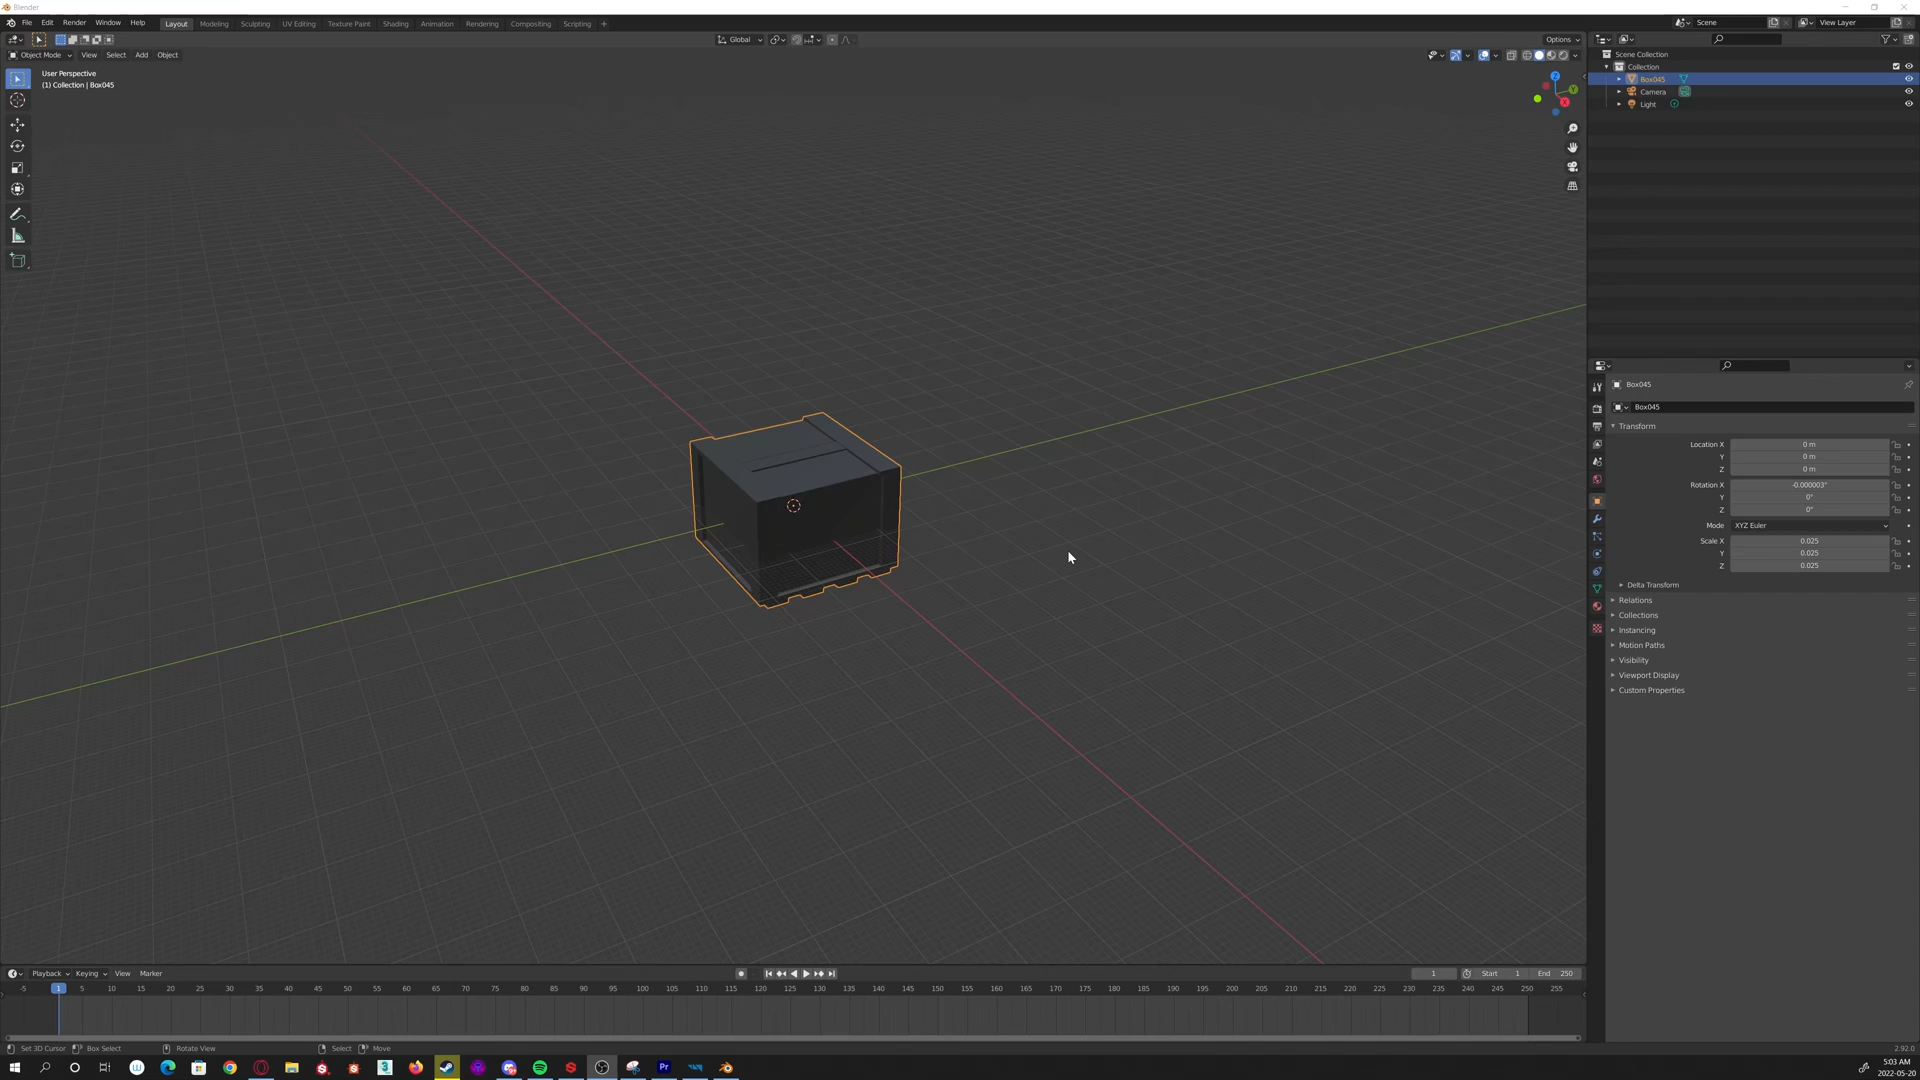 Blender
File Edit Render Window Help Layout Modeling Sculpting UV Editing Texture Paint Shading Animation Rendering Compositing Scripting + Scene View Layer
Global Options
Object Mode View Select Add Object
User Perspective
(1) Collection | Box045
Z
Y
X
Scene Collection
Collection
Box045
Camera
Light
Box045
Box045
Transform
Location X 0 m
Y 0 m
Z 0 m
Rotation X -0.000003°
Y 0°
Z 0°
Mode XYZ Euler
Scale X 0.025
Y 0.025
Z 0.025
Delta Transform
Relations
Collections
Instancing
Motion Paths
Visibility
Viewport Display
Custom Properties
Playback Keying View Marker 1 Start 1 End 250
-5 1 5 10 15 20 25 30 35 40 45 50 55 60 65 70 75 80 85 90 95 100 105 110 115 120 125 130 135 140 145 150 155 160 165 170 175 180 185 190 195 200 205 210 215 220 225 230 235 240 245 250 255
Set 3D Cursor Box Select Rotate View Select Move 2.92.0
Pr
5:03 AM
2022-05-20